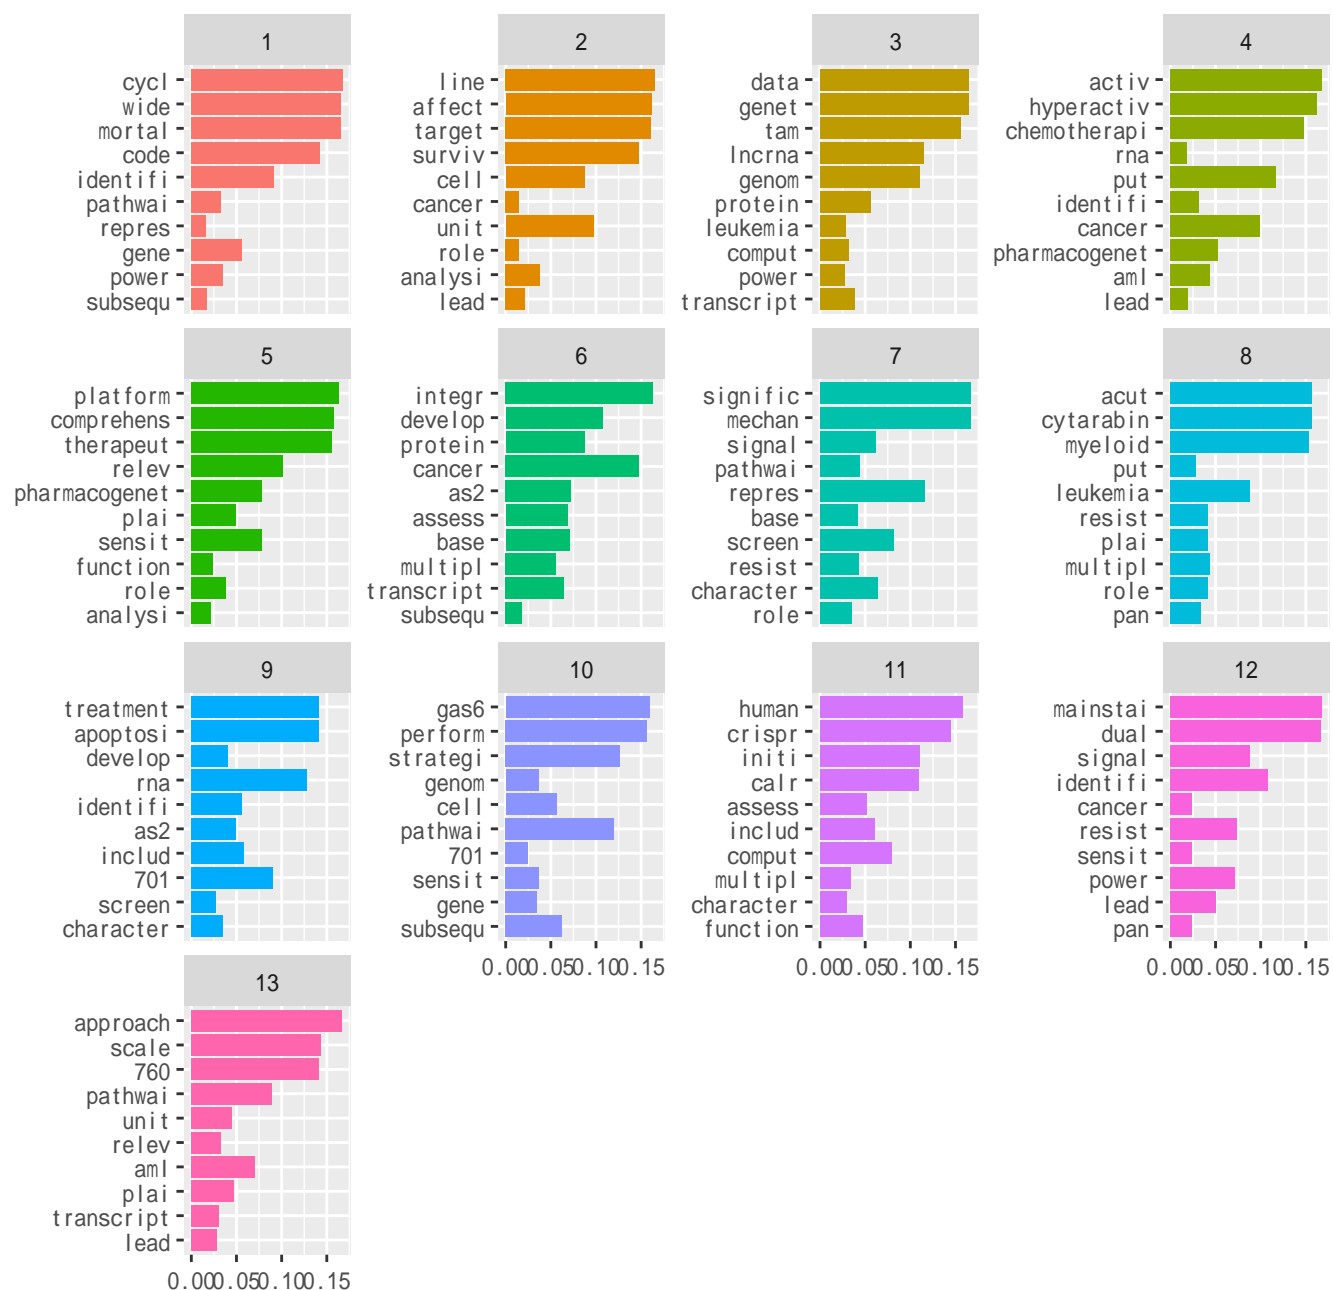 1
cycl
wide
mortal
code
identifi
pathwai
repres
gene
power
subsequ
2
line
affect
target
surviv
cell
cancer
unit
role
analysi
lead
3
data
genet
tam
lncrna
genom
protein
leukemia
comput
power
transcript
4
activ
hyperactiv
chemotherapi
rna
put
identifi
cancer
pharmacogenet
aml
lead
5
platform
comprehens
therapeut
relev
pharmacogenet
plai
sensit
function
role
analysi
6
integr
develop
protein
cancer
as2
assess
base
multipl
transcript
subsequ
7
signific
mechan
signal
pathwai
repres
base
screen
resist
character
role
8
acut
cytarabin
myeloid
put
leukemia
resist
plai
multipl
role
pan
9
treatment
apoptosi
develop
rna
identifi
as2
includ
701
screen
character
10
gas6
perform
strategi
genom
cell
pathwai
701
sensit
gene
subsequ
0.00 0.05 0.10 0.15
11
human
crispr
initi
calr
assess
includ
comput
multipl
character
function
0.00 0.05 0.10 0.15
12
mainstai
dual
signal
identifi
cancer
resist
sensit
power
lead
pan
0.00 0.05 0.10 0.15
13
approach
scale
760
pathwai
unit
relev
aml
plai
transcript
lead
0.00 0.05 0.10 0.15